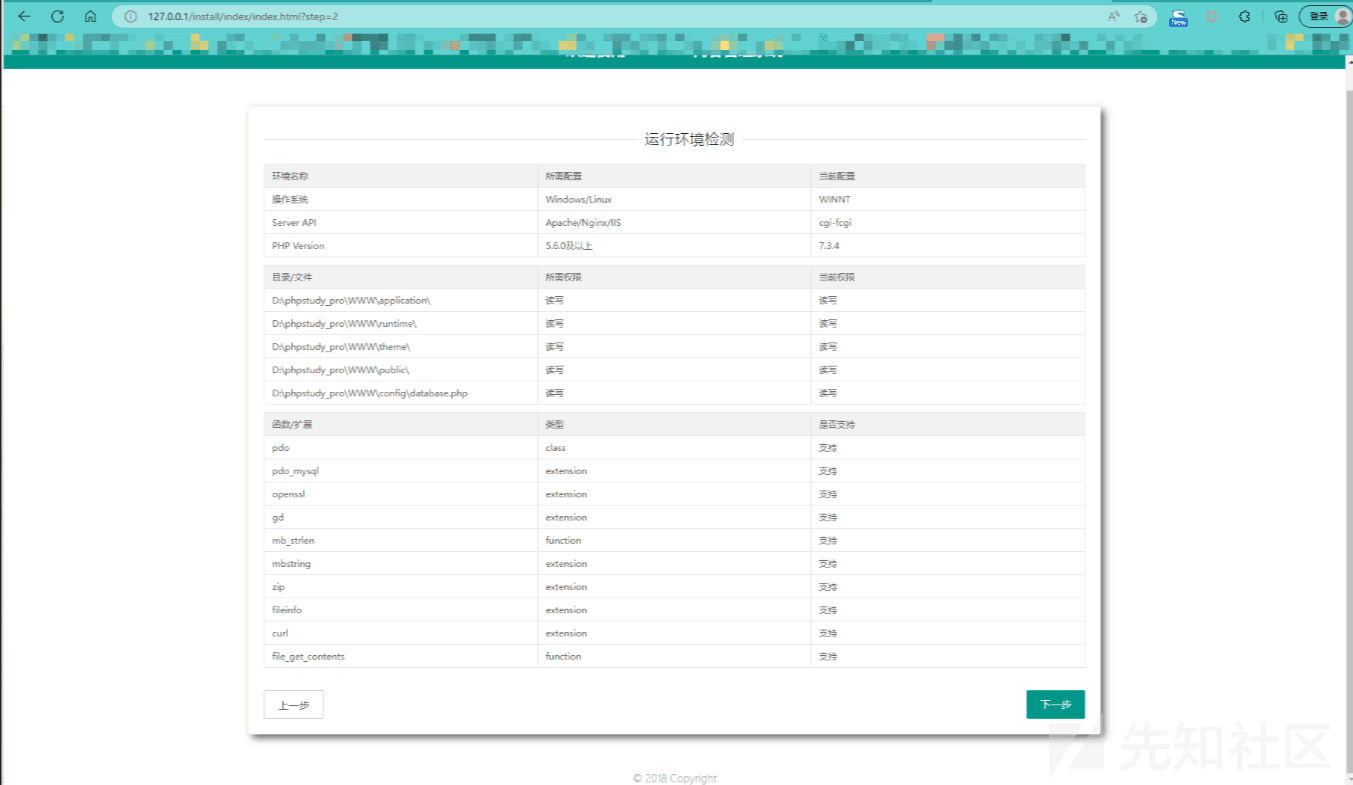 127.0.0.1/install/index/index.html?step=2
New
登录
运行环境检测
环境名称 所需配置 当前配置
操作系统 Windows/Linux WINNT
Server API Apache/Nginx/IIS cgi-fcgi
PHP Version 5.6.0及以上 7.3.4
目录/文件 所需权限 当前权限
D:\phpstudy_pro\WWW\application\ 读写 读写
D:\phpstudy_pro\WWW\runtime\ 读写 读写
D:\phpstudy_pro\WWW\theme\ 读写 读写
D:\phpstudy_pro\WWW\public\ 读写 读写
D:\phpstudy_pro\WWW\config\database.php 读写 读写
函数/扩展 类型 是否支持
pdo class 支持
pdo_mysql extension 支持
openssl extension 支持
gd extension 支持
mb_strlen function 支持
mbstring extension 支持
zip extension 支持
fileinfo extension 支持
curl extension 支持
file_get_contents function 支持
上一步 下一步
先知社区
© 2018 Copyright